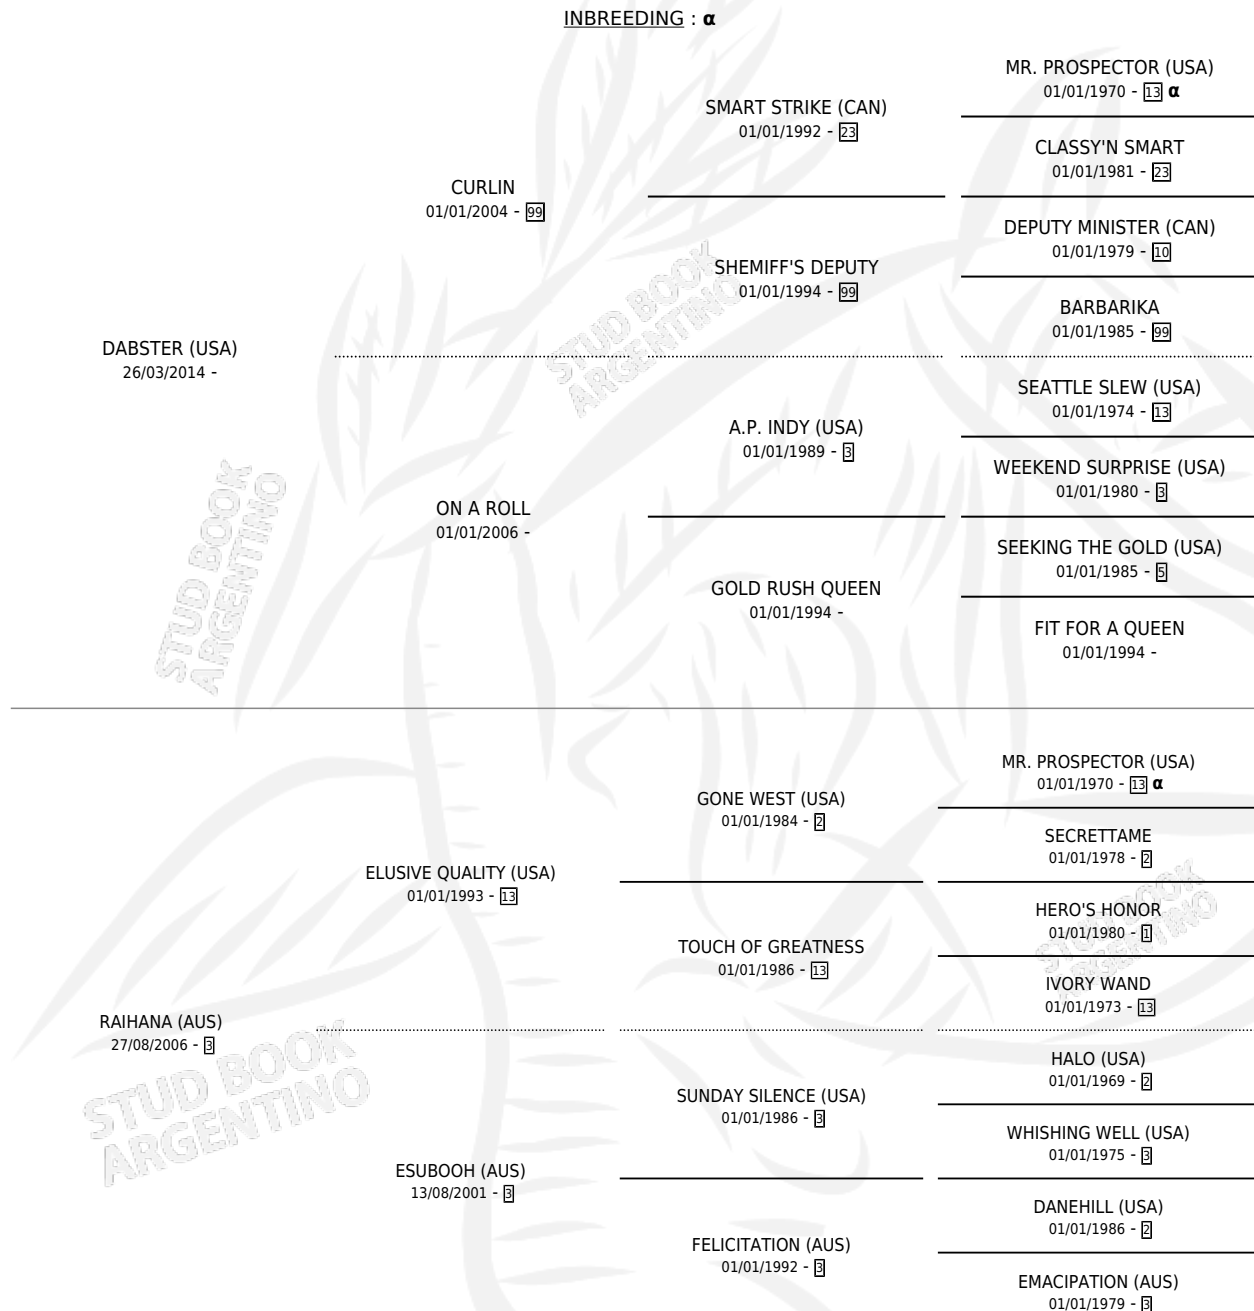 INBREEDING : α
MR. PROSPECTOR (USA)
01/01/1970 - 13 α
SMART STRIKE (CAN)
01/01/1992 - 23
CLASSY'N SMART
01/01/1981 - 23
CURLIN
01/01/2004 - 99
DEPUTY MINISTER (CAN)
01/01/1979 - 10
SHEMIFF'S DEPUTY
01/01/1994 - 99
BARBARIKA
01/01/1985 - 99
DABSTER (USA)
26/03/2014 -
SEATTLE SLEW (USA)
01/01/1974 - 13
A.P. INDY (USA)
01/01/1989 - 3
WEEKEND SURPRISE (USA)
01/01/1980 - 3
ON A ROLL
01/01/2006 -
SEEKING THE GOLD (USA)
01/01/1985 - 5
GOLD RUSH QUEEN
01/01/1994 -
FIT FOR A QUEEN
01/01/1994 -
MR. PROSPECTOR (USA)
01/01/1970 - 13 α
GONE WEST (USA)
01/01/1984 - 2
SECRETTAME
01/01/1978 - 2
ELUSIVE QUALITY (USA)
01/01/1993 - 13
HERO'S HONOR
01/01/1980 - 1
TOUCH OF GREATNESS
01/01/1986 - 13
IVORY WAND
01/01/1973 - 13
RAIHANA (AUS)
27/08/2006 - 3
HALO (USA)
01/01/1969 - 2
SUNDAY SILENCE (USA)
01/01/1986 - 3
WHISHING WELL (USA)
01/01/1975 - 3
ESUBOOH (AUS)
13/08/2001 - 3
DANEHILL (USA)
01/01/1986 - 2
FELICITATION (AUS)
01/01/1992 - 3
EMACIPATION (AUS)
01/01/1979 - 3
STUD BOOK
ARGENTINO
STUD BOOK
ARGENTINO
STUD BOOK
ARGENTINO
STUD BOOK
ARGENTINO